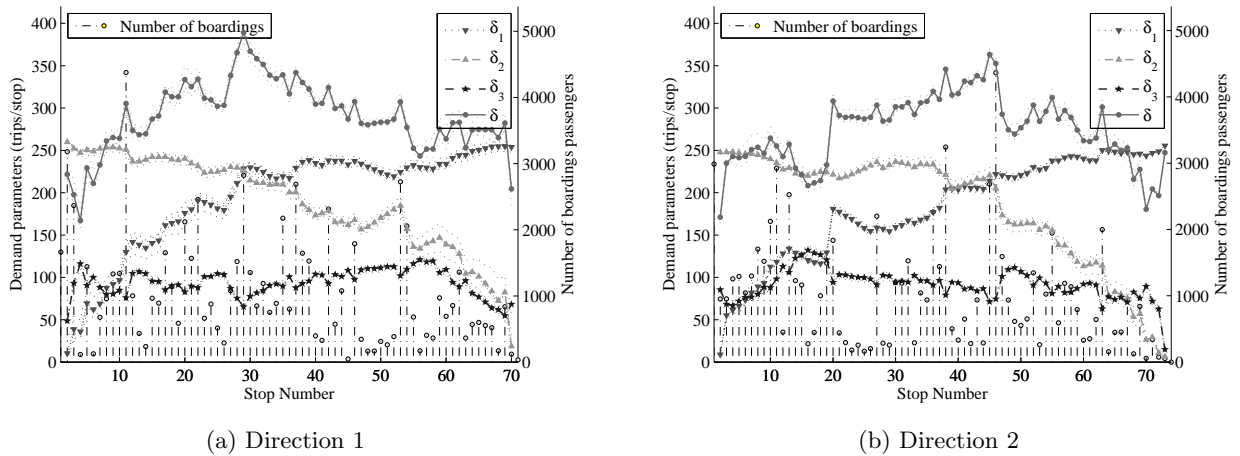 Number of boardings
δ1
δ2
δ3
δ
Demand parameters (trips/stop)
0
50
100
150
200
250
300
350
400
10
20
30
40
50
60
70
Stop Number
0
1000
2000
3000
4000
5000
Number of boardings passengers
(a) Direction 1
Number of boardings
δ1
δ2
δ3
δ
Demand parameters (trips/stop)
0
50
100
150
200
250
300
350
400
10
20
30
40
50
60
70
Stop Number
0
1000
2000
3000
4000
5000
Number of boardings passengers
(b) Direction 2